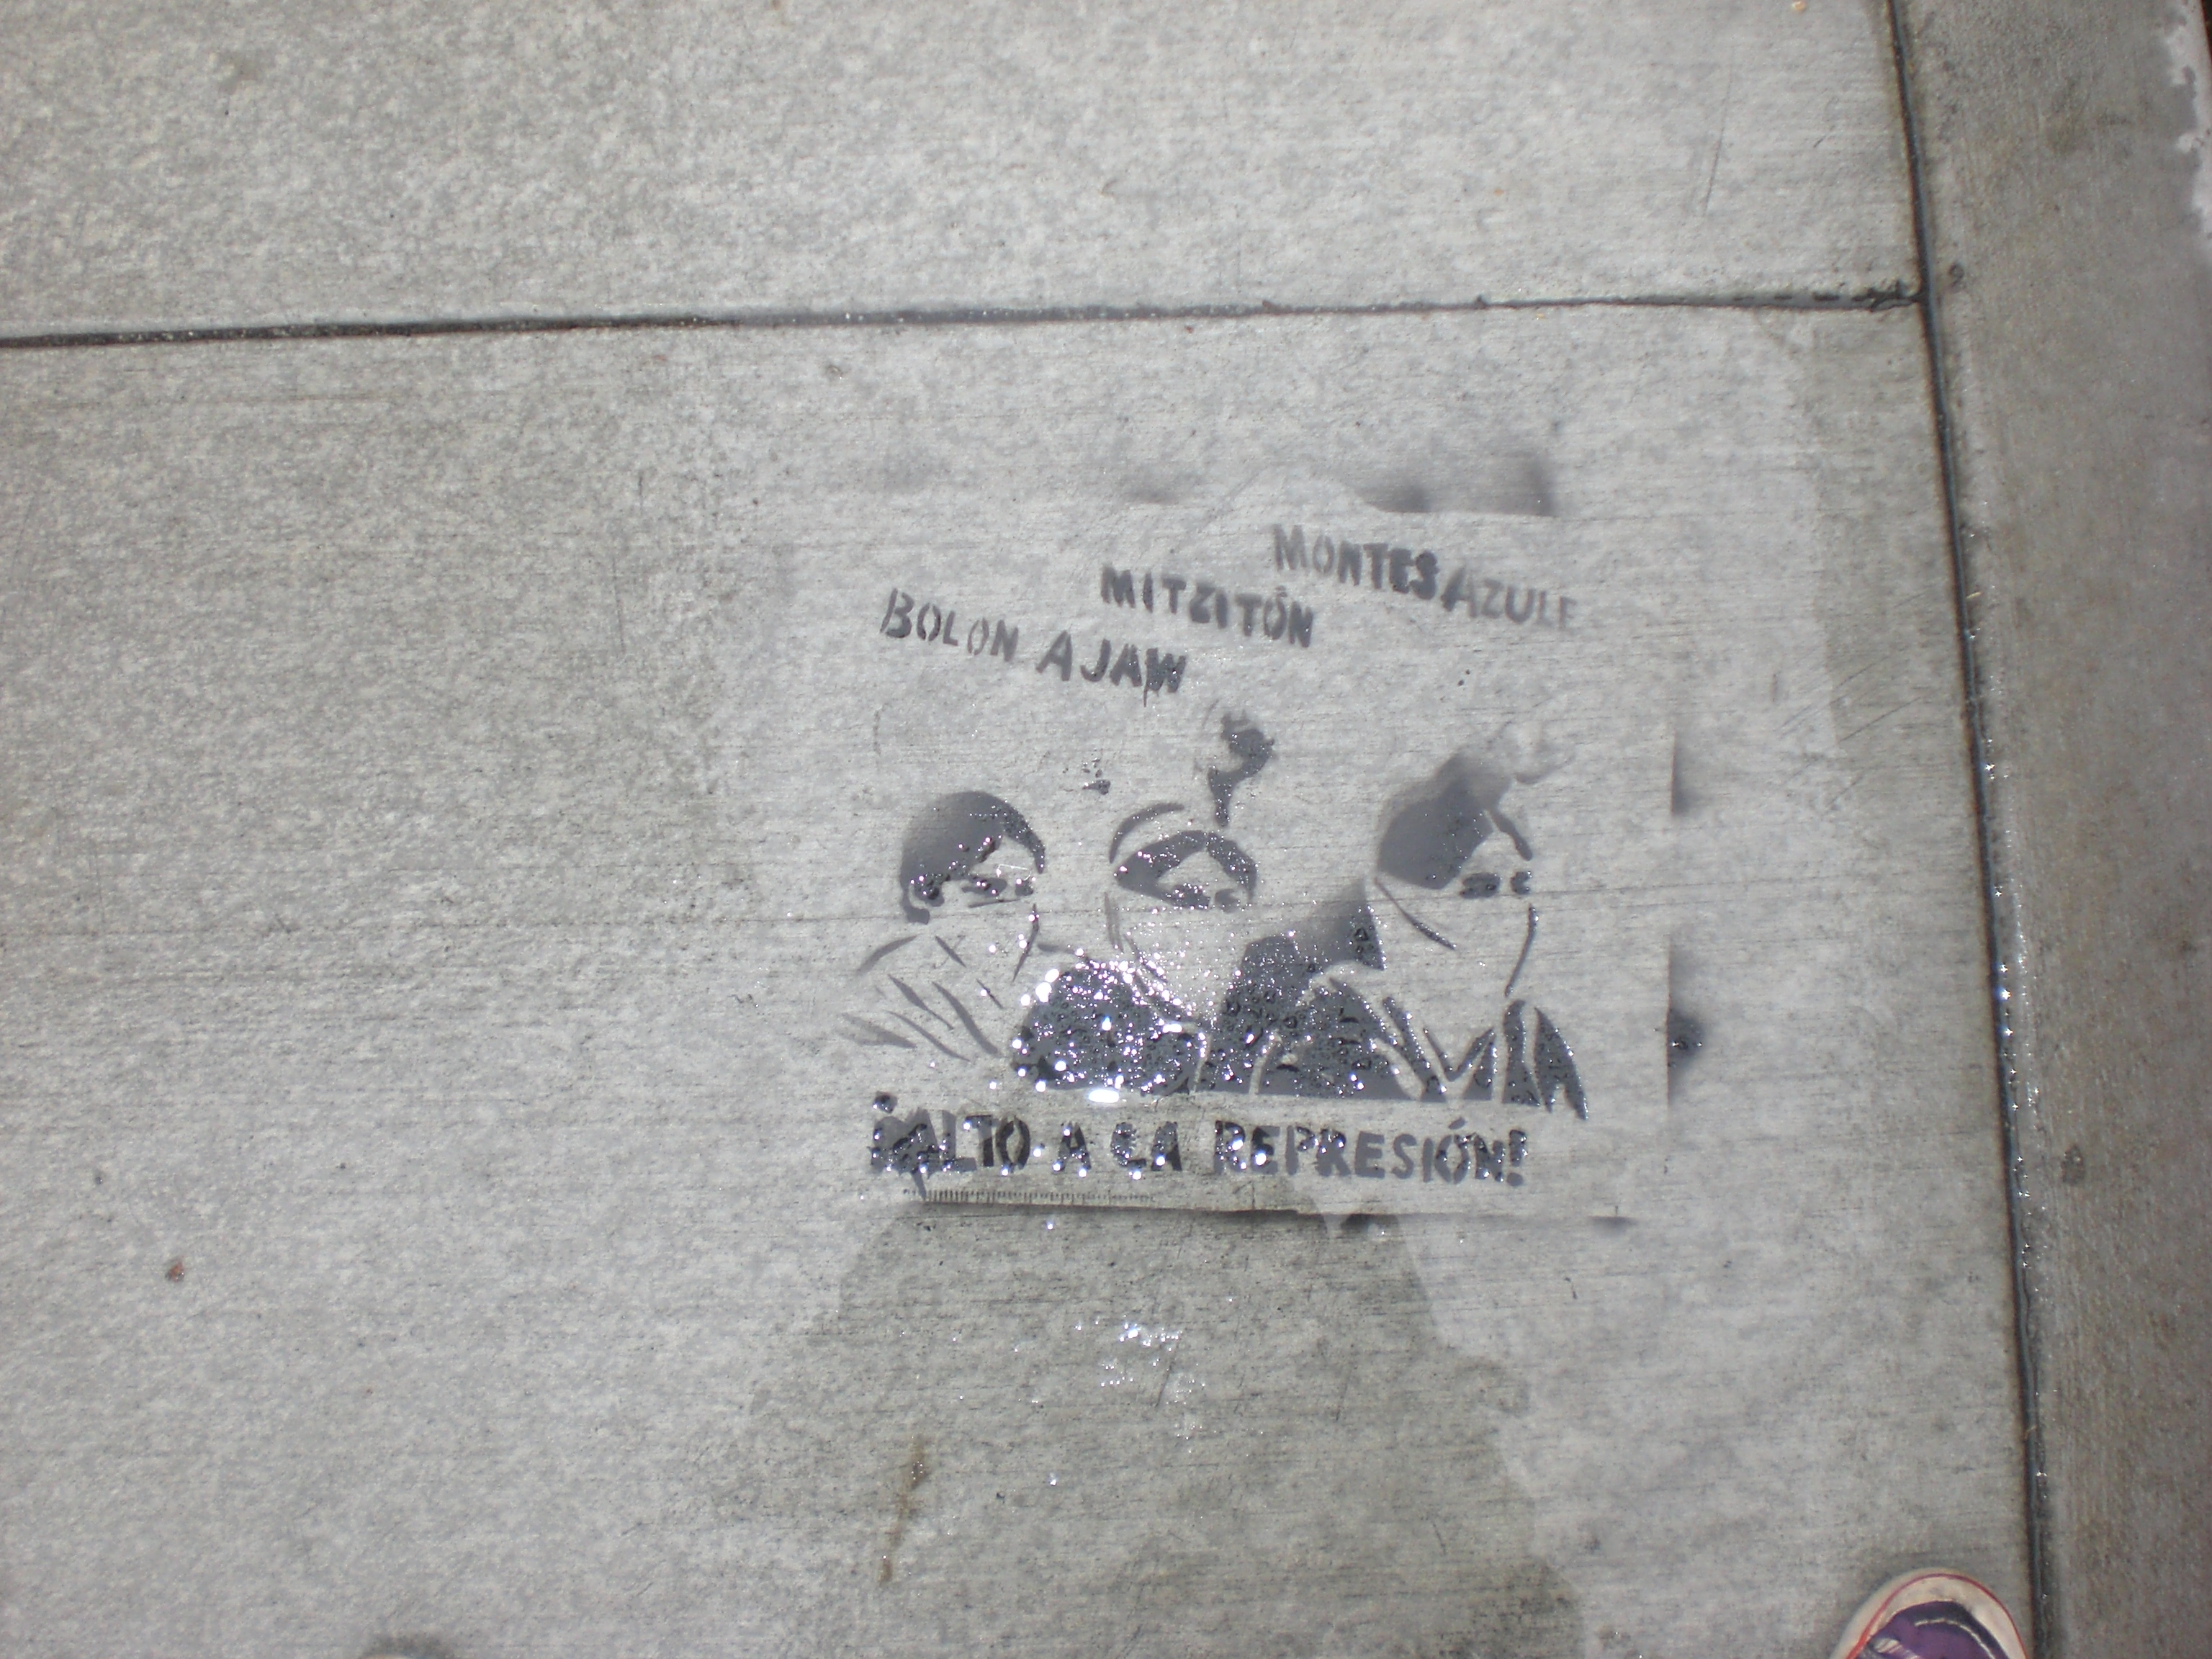 MONTES AZULE
MITZITÓN
BOLON AJAW
¡ALTO A LA REPRESIÓN!